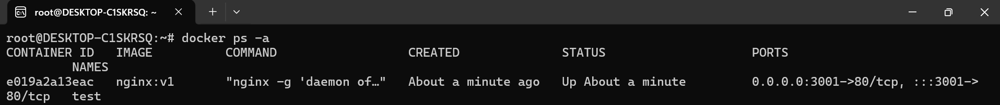 root@DESKTOP-C1SKRSQ: ~
root@DESKTOP-C1SKRSQ:~# docker ps -a
CONTAINER ID   IMAGE          COMMAND                  CREATED              STATUS                    PORTS
         NAMES
e019a2a13eac   nginx:v1       "nginx -g 'daemon of…"   About a minute ago   Up About a minute         0.0.0.0:3001->80/tcp, :::3001->
80/tcp   test